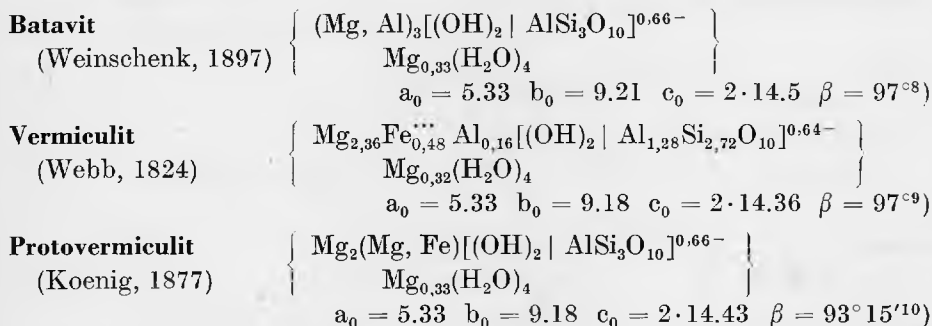 Batavit { (Mg, Al)₃[(OH)₂ | AlSi₃O₁₀]⁰,⁶⁶⁻ }
(Weinschenk, 1897) Mg₀,₃₃(H₂O)₄
a₀ = 5.33 b₀ = 9.21 c₀ = 2·14.5 β = 97°⁸)
Vermiculit { Mg₂,₃₆Fe⃛₀,₄₈ Al₀,₁₆[(OH)₂ | Al₁,₂₈Si₂,₇₂O₁₀]⁰,⁶⁴⁻ }
(Webb, 1824) Mg₀,₃₂(H₂O)₄
a₀ = 5.33 b₀ = 9.18 c₀ = 2·14.36 β = 97°⁹)
Protovermiculit { Mg₂(Mg, Fe)[(OH)₂ | AlSi₃O₁₀]⁰,⁶⁶⁻ }
(Koenig, 1877) Mg₀,₃₃(H₂O)₄
a₀ = 5.33 b₀ = 9.18 c₀ = 2·14.43 β = 93° 15′¹⁰)